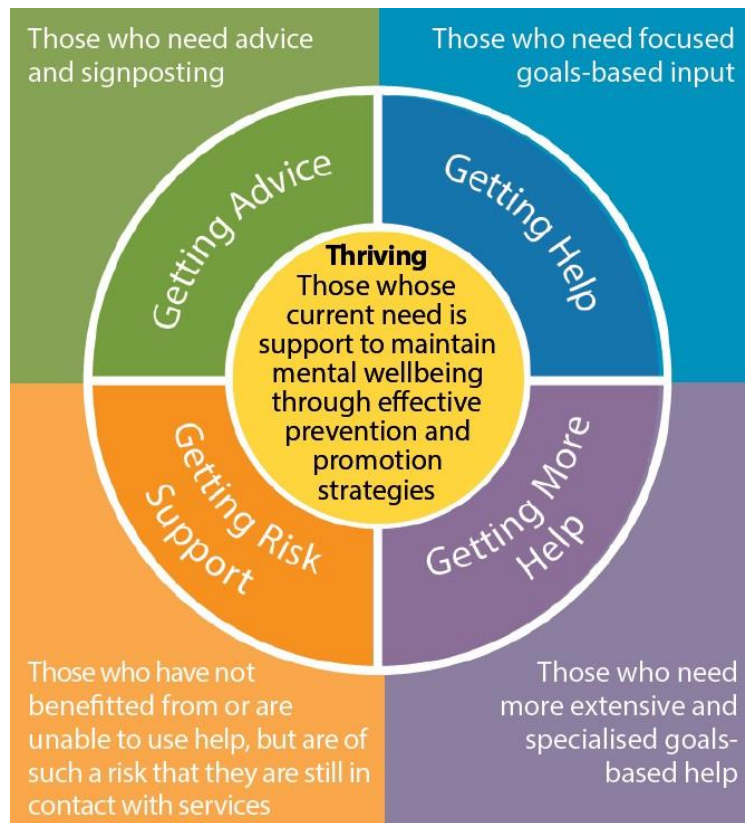 Those who need advice
and signposting
Those who need focused
goals-based input
Getting Advice
Getting Help
Thriving
Those whose
current need is
support to maintain
mental wellbeing
through effective
prevention and
promotion
strategies
Getting Risk
Support
Getting More
Help
Those who have not
benefitted from or are
unable to use help, but are of
such a risk that they are still in
contact with services
Those who need
more extensive and
specialised goals-
based help